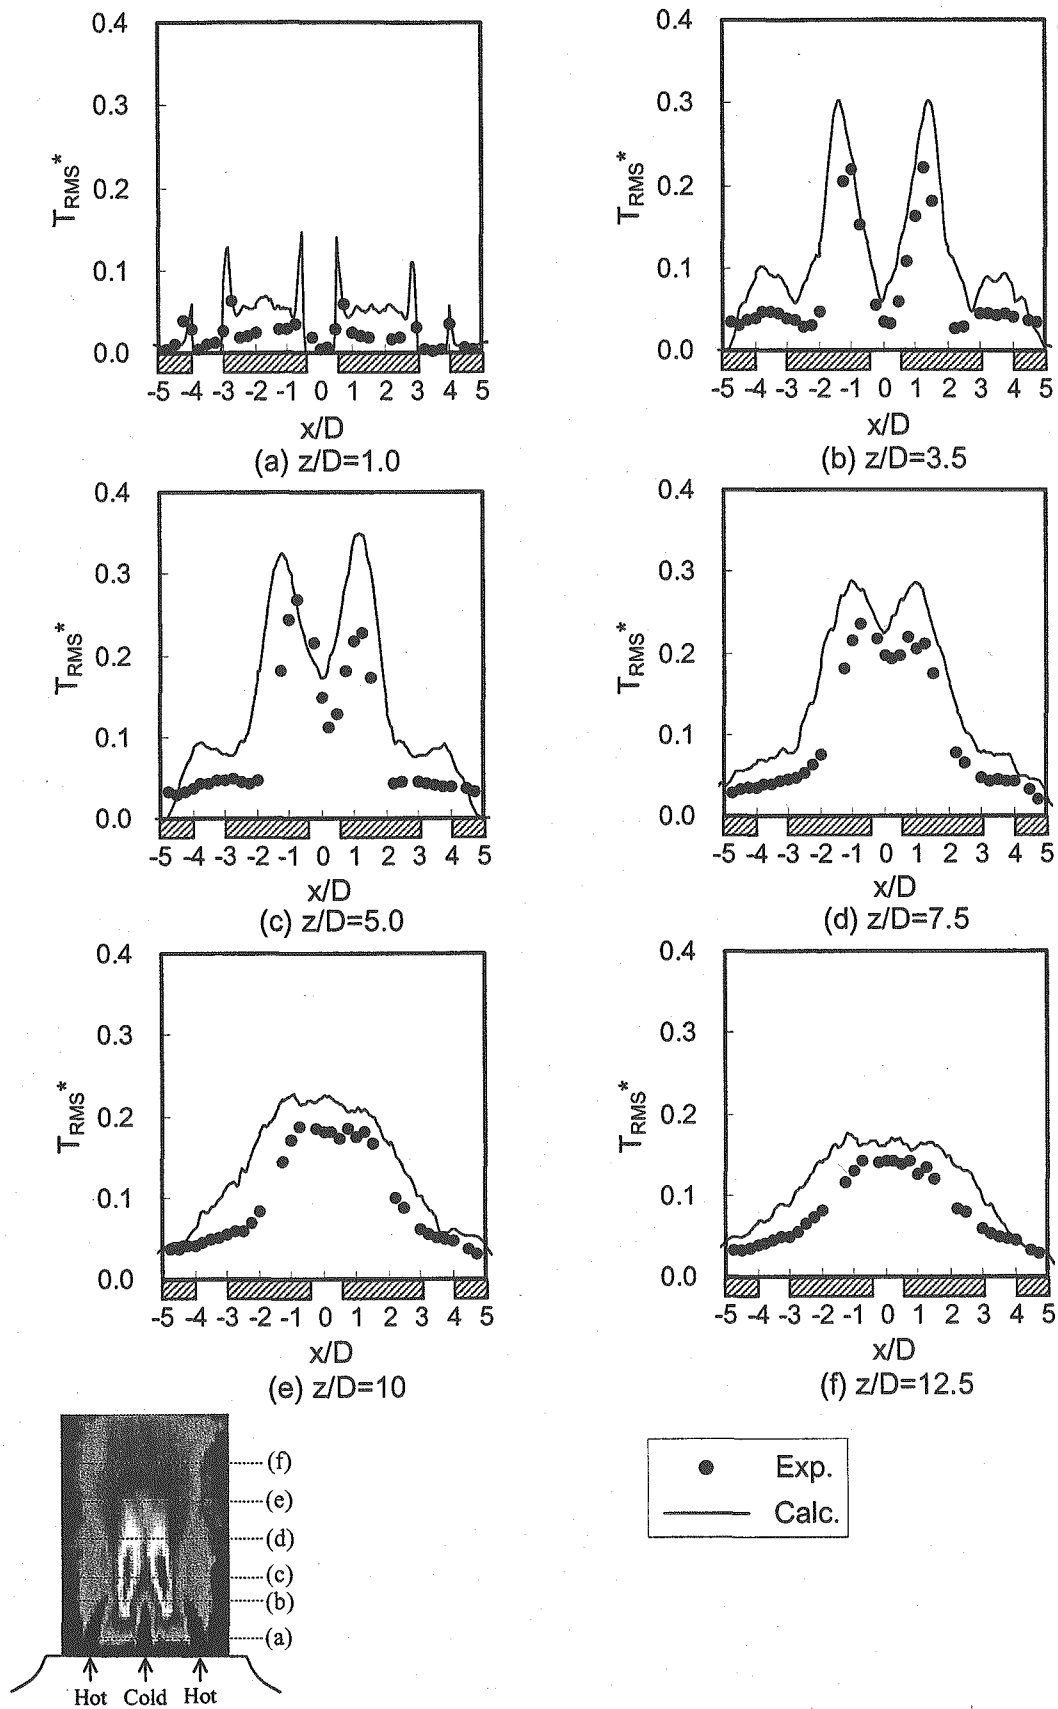 0.4
0.3
0.2
0.1
0.0
T_RMS*
-5 -4 -3 -2 -1 0 1 2 3 4 5
x/D
(a) z/D=1.0
0.4
0.3
0.2
0.1
0.0
T_RMS*
-5 -4 -3 -2 -1 0 1 2 3 4 5
x/D
(b) z/D=3.5
0.4
0.3
0.2
0.1
0.0
T_RMS*
-5 -4 -3 -2 -1 0 1 2 3 4 5
x/D
(c) z/D=5.0
0.4
0.3
0.2
0.1
0.0
T_RMS*
-5 -4 -3 -2 -1 0 1 2 3 4 5
x/D
(d) z/D=7.5
0.4
0.3
0.2
0.1
0.0
T_RMS*
-5 -4 -3 -2 -1 0 1 2 3 4 5
x/D
(e) z/D=10
0.4
0.3
0.2
0.1
0.0
T_RMS*
-5 -4 -3 -2 -1 0 1 2 3 4 5
x/D
(f) z/D=12.5
(f)
(e)
(d)
(c)
(b)
(a)
Hot Cold Hot
Exp.
Calc.